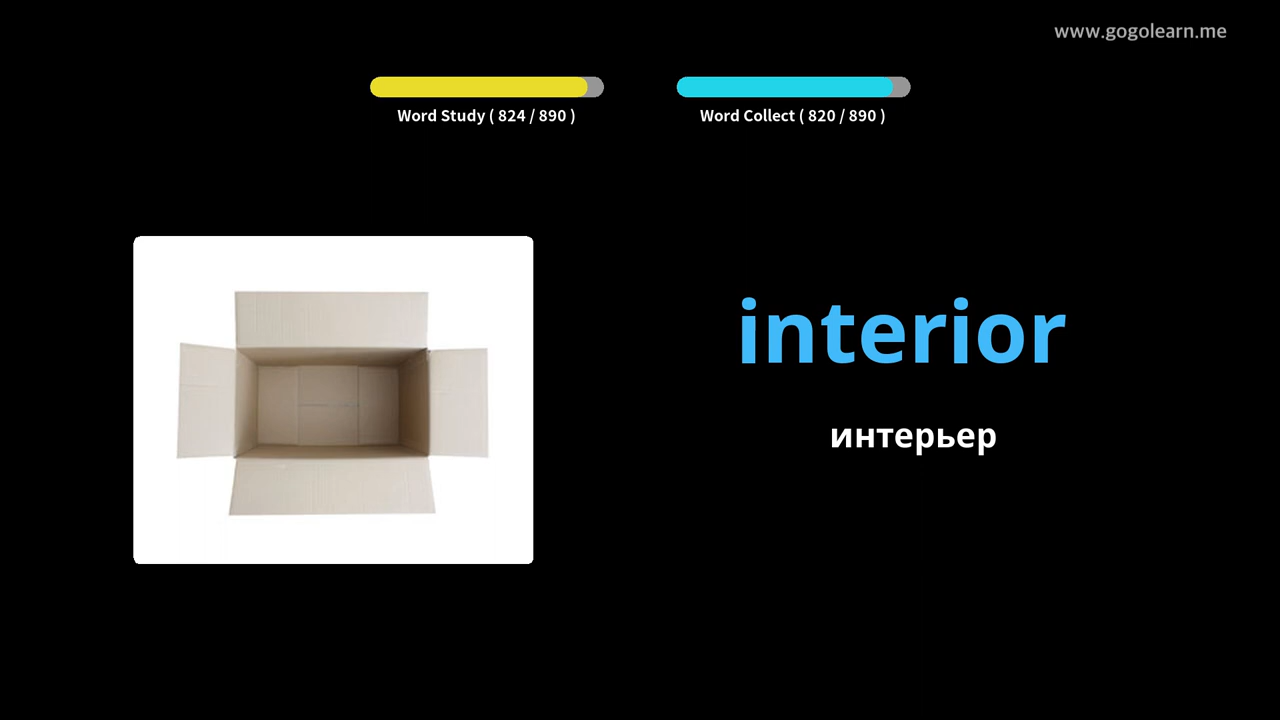 www.gogolearn.me
Word Study ( 824 / 890 )
Word Collect ( 820 / 890 )
interior
интерьер